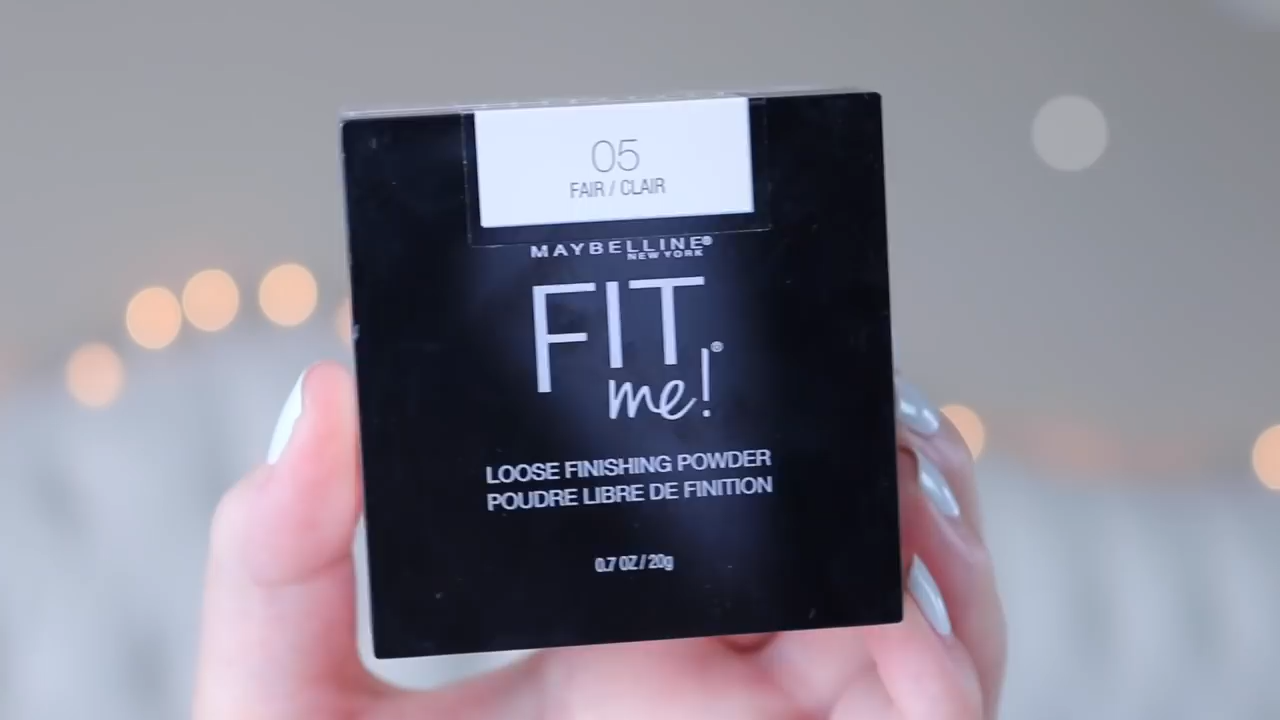 05
FAIR / CLAIR
MAYBELLINE®
NEW YORK
FIT
me!®
LOOSE FINISHING POWDER
POUDRE LIBRE DE FINITION
0.7 OZ / 20g